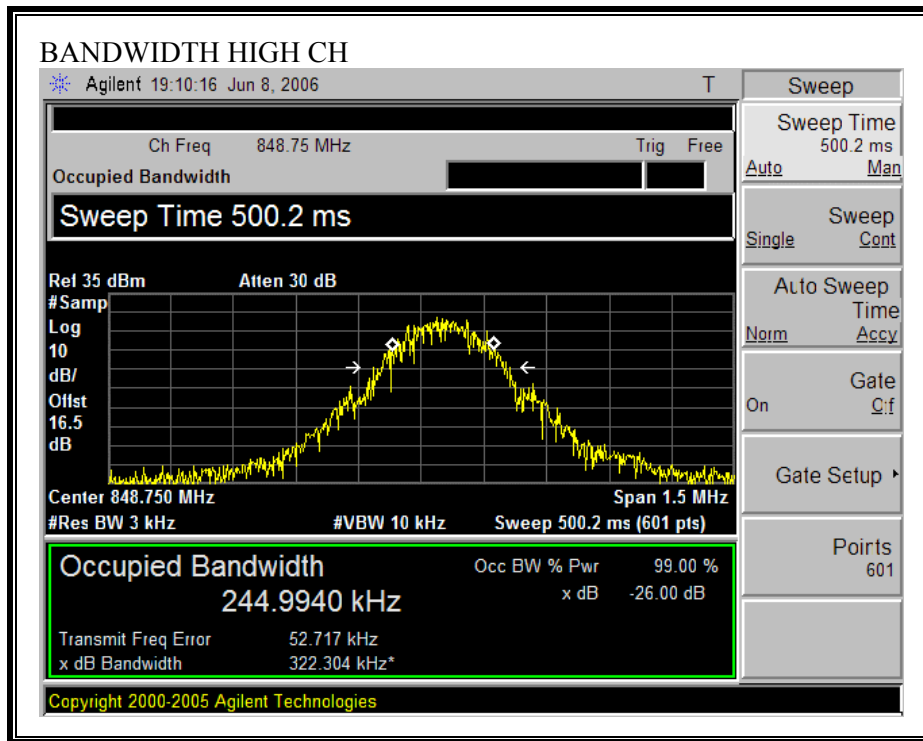 BANDWIDTH HIGH CH
Agilent 19:10:16 Jun 8, 2006 T
Ch Freq 848.75 MHz Trig Free
Occupied Bandwidth
Sweep Time 500.2 ms
Ref 35 dBm Atten 30 dB
#Samp
Log
10
dB/
Offst
16.5
dB
Center 848.750 MHz Span 1.5 MHz
#Res BW 3 kHz #VBW 10 kHz Sweep 500.2 ms (601 pts)
Occupied Bandwidth
244.9940 kHz
Occ BW % Pwr 99.00 %
x dB -26.00 dB
Transmit Freq Error 52.717 kHz
x dB Bandwidth 322.304 kHz*
Copyright 2000-2005 Agilent Technologies
Sweep
Sweep Time
500.2 ms
Auto Man
Sweep
Single Cont
Auto Sweep
Time
Norm Accy
Gate
On Off
Gate Setup
Points
601